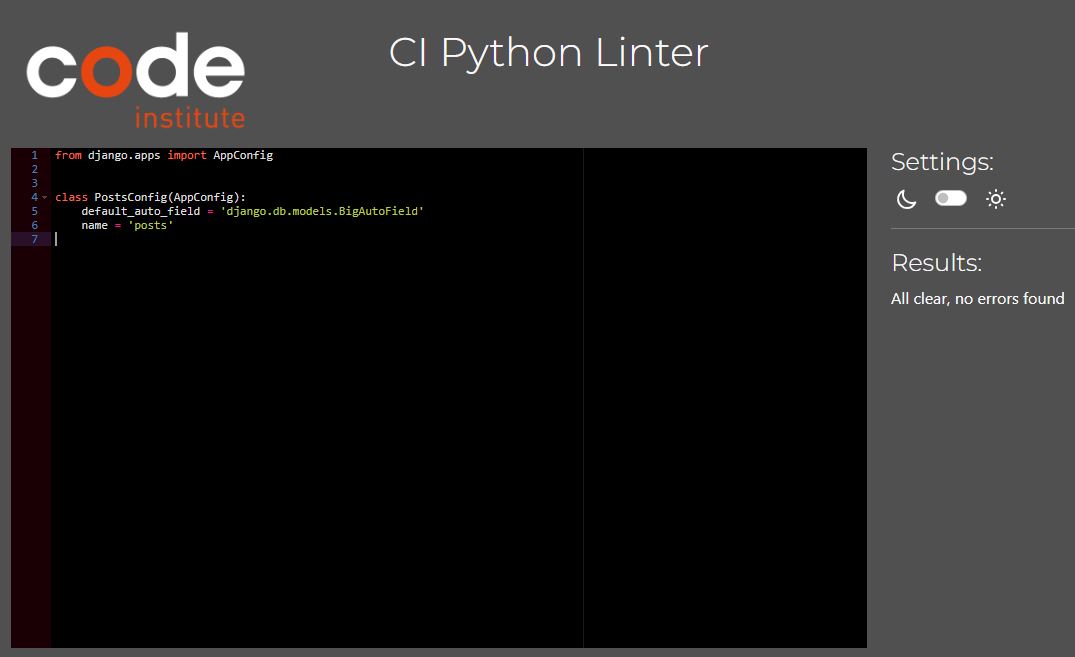 code
institute
CI Python Linter
1 from django.apps import AppConfig
2
3
4 class PostsConfig(AppConfig):
5     default_auto_field = 'django.db.models.BigAutoField'
6     name = 'posts'
7
Settings:
Results:
All clear, no errors found